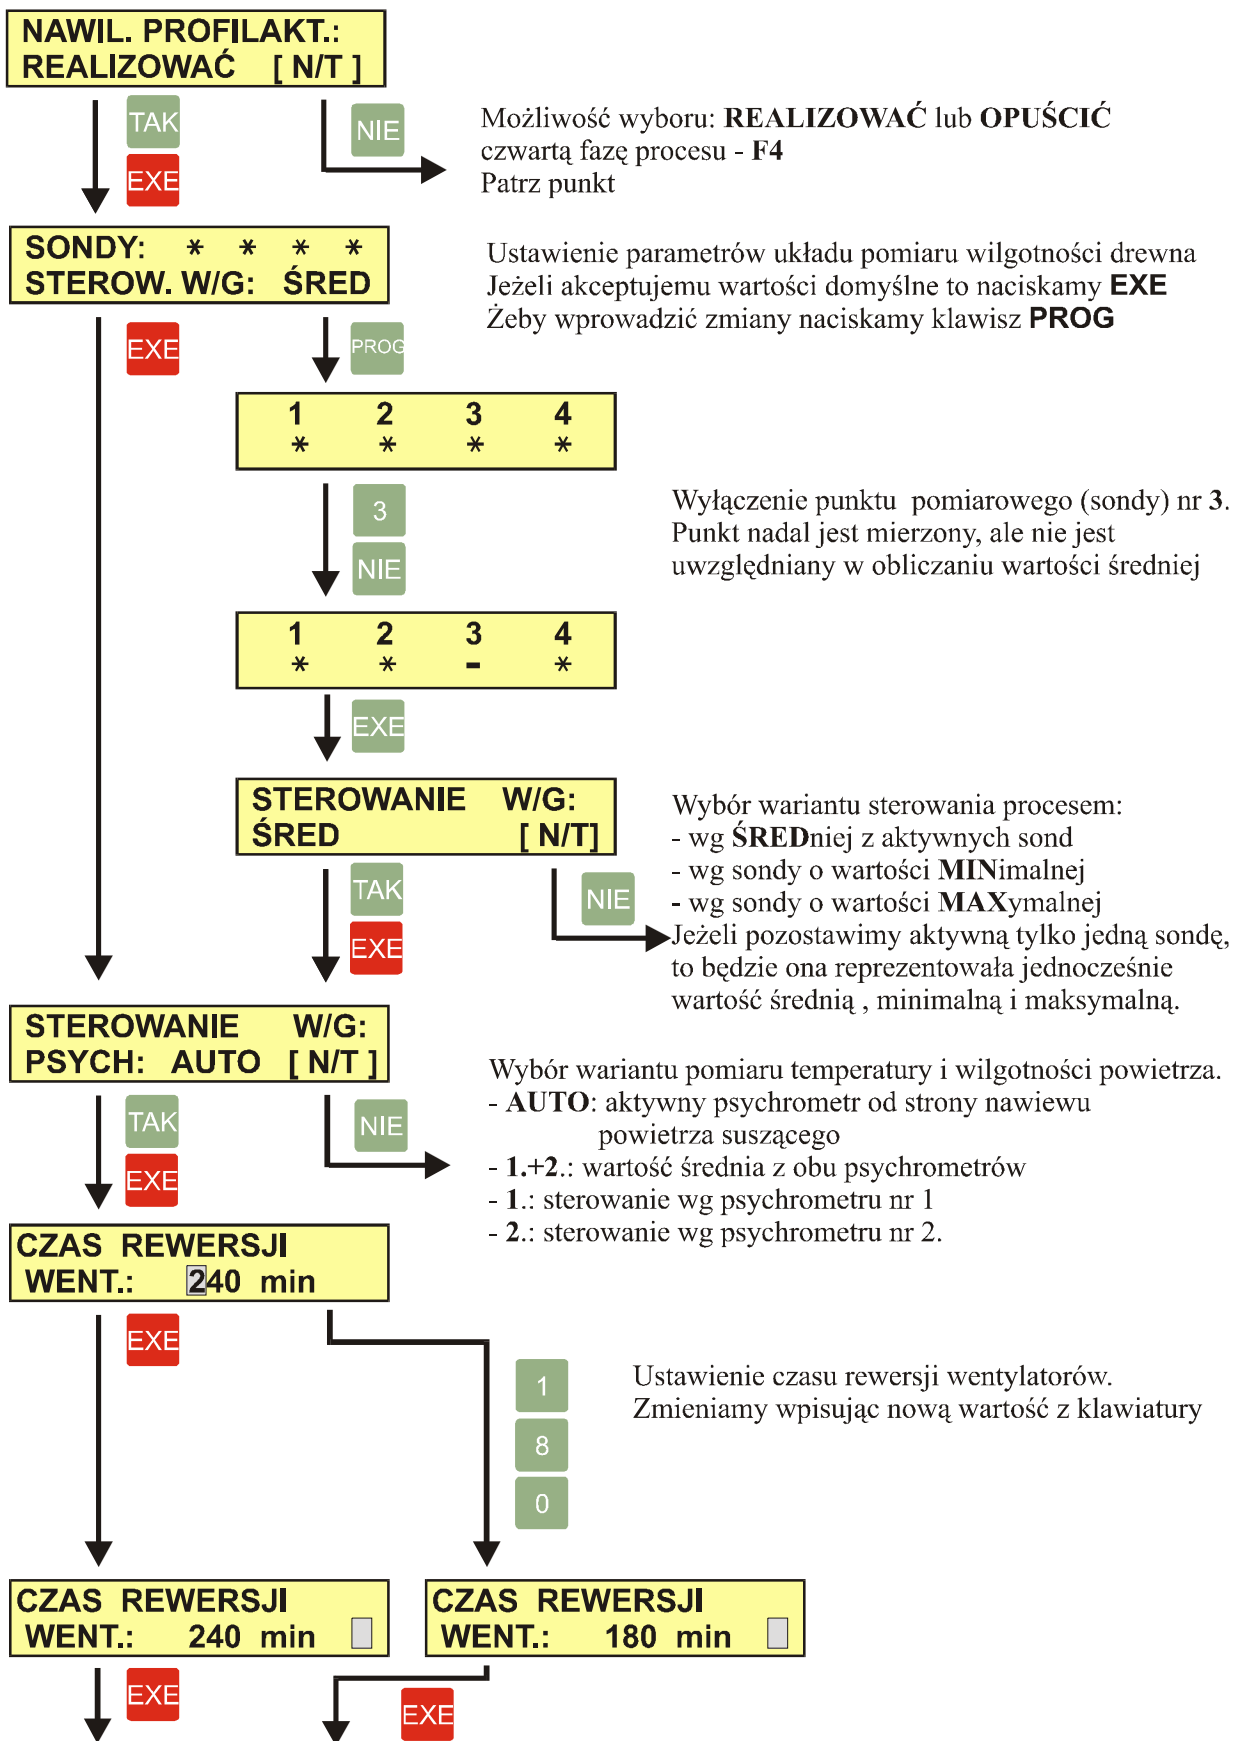 NAWIL. PROFILAKT.:
REALIZOWAĆ [ N/T ]
TAK
NIE
EXE
Możliwość wyboru: REALIZOWAĆ lub OPUŚCIĆ
czwartą fazę procesu - F4
Patrz punkt
SONDY: * * * *
STEROW. W/G: ŚRED
Ustawienie parametrów układu pomiaru wilgotności drewna
Jeżeli akceptujemu wartości domyślne to naciskamy EXE
Żeby wprowadzić zmiany naciskamy klawisz PROG
EXE
PROG
1 2 3 4
* * * *
3
NIE
Wyłączenie punktu pomiarowego (sondy) nr 3.
Punkt nadal jest mierzony, ale nie jest
uwzględniany w obliczaniu wartości średniej
1 2 3 4
* * - *
EXE
STEROWANIE W/G:
ŚRED [ N/T]
TAK
NIE
EXE
Wybór wariantu sterowania procesem:
- wg ŚREDniej z aktywnych sond
- wg sondy o wartości MINimalnej
- wg sondy o wartości MAXymalnej
Jeżeli pozostawimy aktywną tylko jedną sondę,
to będzie ona reprezentowała jednocześnie
wartość średnią , minimalną i maksymalną.
STEROWANIE W/G:
PSYCH: AUTO [ N/T ]
TAK
NIE
EXE
Wybór wariantu pomiaru temperatury i wilgotności powietrza.
- AUTO: aktywny psychrometr od strony nawiewu
powietrza suszącego
- 1.+2.: wartość średnia z obu psychrometrów
- 1.: sterowanie wg psychrometru nr 1
- 2.: sterowanie wg psychrometru nr 2.
CZAS REWERSJI
WENT.: 240 min
EXE
1
8
0
Ustawienie czasu rewersji wentylatorów.
Zmieniamy wpisując nową wartość z klawiatury
CZAS REWERSJI
WENT.: 240 min
CZAS REWERSJI
WENT.: 180 min
EXE
EXE